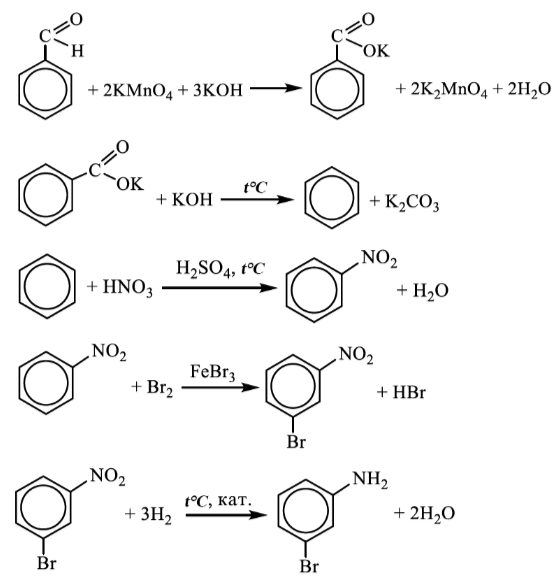 C O H + 2KMnO₄ + 3KOH → C O OK + 2K₂MnO₄ + 2H₂O
C O OK + KOH t°C → + K₂CO₃
+ HNO₃ H₂SO₄, t°C → NO₂ + H₂O
NO₂ + Br₂ FeBr₃ → NO₂ Br + HBr
NO₂ Br + 3H₂ t°C, кат. → NH₂ Br + 2H₂O